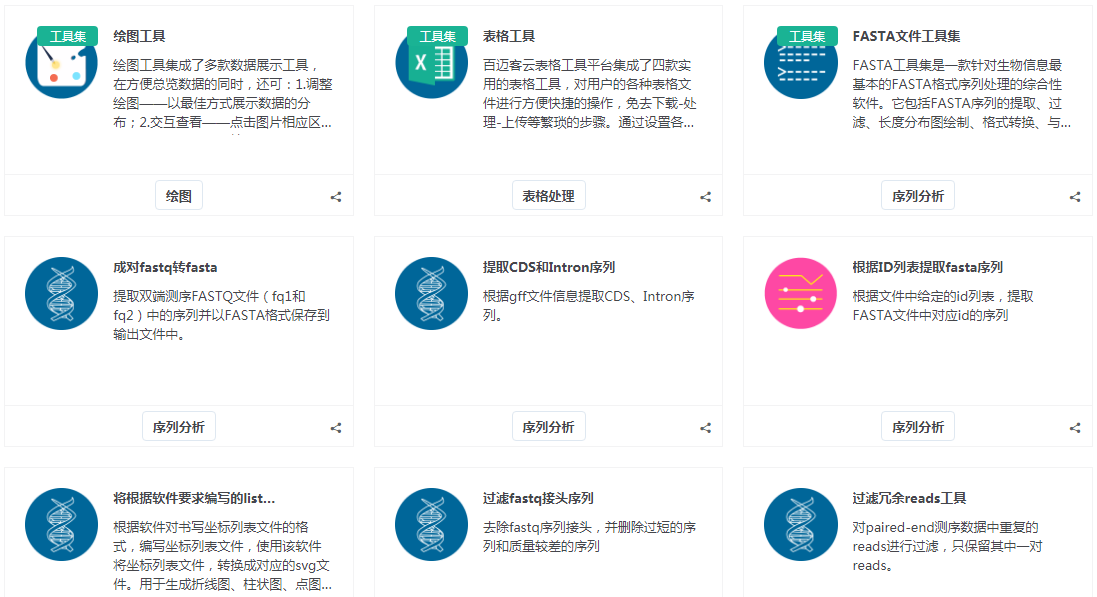 工具集
绘图工具
绘图工具集成了多款数据展示工具，
在方便总览数据的同时，还可：1.调整
绘图——以最佳方式展示数据的分
布；2.交互查看——点击图片相应区...
绘图
工具集
表格工具
百迈客云表格工具平台集成了四款实
用的表格工具，对用户的各种表格文
件进行方便快捷的操作，免去下载-处
理-上传等繁琐的步骤。通过设置各...
表格处理
工具集
FASTA文件工具集
FASTA工具集是一款针对生物信息最
基本的FASTA格式序列处理的综合性
软件。它包括FASTA序列的提取、过
滤、长度分布图绘制、格式转换、与...
序列分析
成对fastq转fasta
提取双端测序FASTQ文件（fq1和
fq2）中的序列并以FASTA格式保存到
输出文件中。
序列分析
提取CDS和Intron序列
根据gff文件信息提取CDS、Intron序
列。
序列分析
根据ID列表提取fasta序列
根据文件中给定的id列表，提取
FASTA文件中对应id的序列
序列分析
将根据软件要求编写的list...
根据软件对书写坐标列表文件的格
式，编写坐标列表文件，使用该软件
将坐标列表文件，转换成对应的svg文
件。用于生成折线图、柱状图、点图...
过滤fastq接头序列
去除fastq序列接头，并删除过短的序
列和质量较差的序列
过滤冗余reads工具
对paired-end测序数据中重复的
reads进行过滤，只保留其中一对
reads。